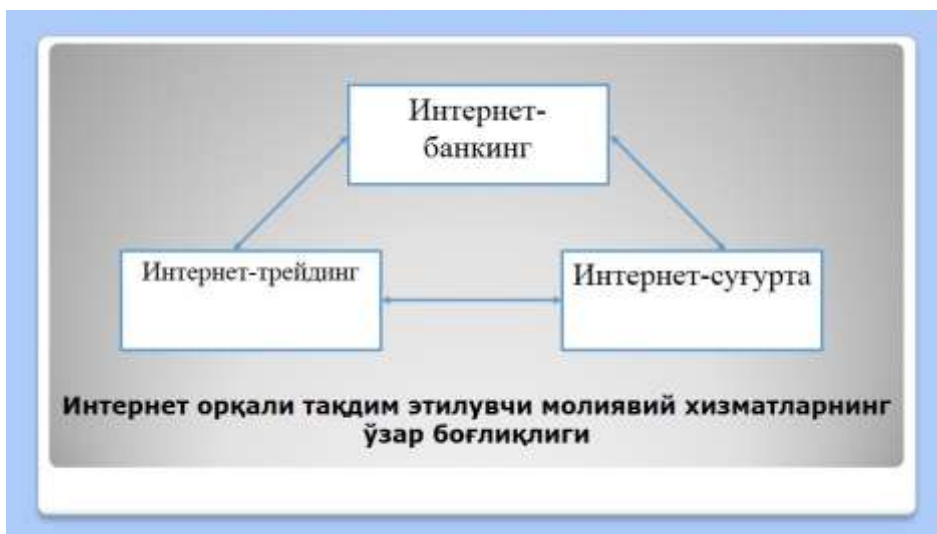 Интернет-
банкинг
Интернет-трейдинг
Интернет-суғурта
Интернет орқали тақдим этилувчи молиявий хизматларнинг
ўзар боғлиқлиги